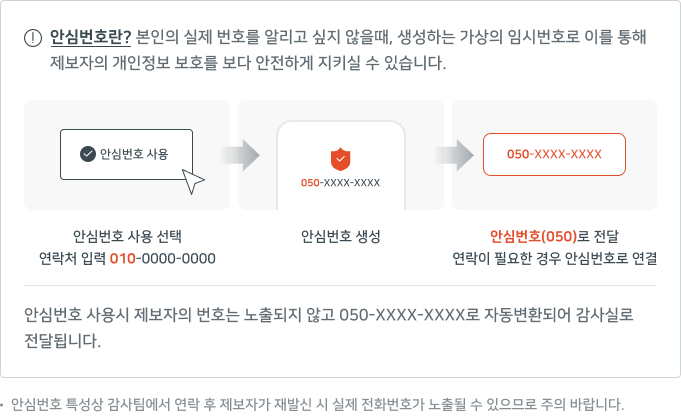 안심번호란? 본인의 실제 번호를 알리고 싶지 않을때, 생성하는 가상의 임시번호로 이를 통해
제보자의 개인정보 보호를 보다 안전하게 지키실 수 있습니다.
안심번호 사용
050-XXXX-XXXX
050-XXXX-XXXX
안심번호 사용 선택
연락처 입력 010-0000-0000
안심번호 생성
안심번호(050)로 전달
연락이 필요한 경우 안심번호로 연결
안심번호 사용시 제보자의 번호는 노출되지 않고 050-XXXX-XXXX로 자동변환되어 감사실로
전달됩니다.
• 안심번호 특성상 감사팀에서 연락 후 제보자가 재발신 시 실제 전화번호가 노출될 수 있으므로 주의 바랍니다.